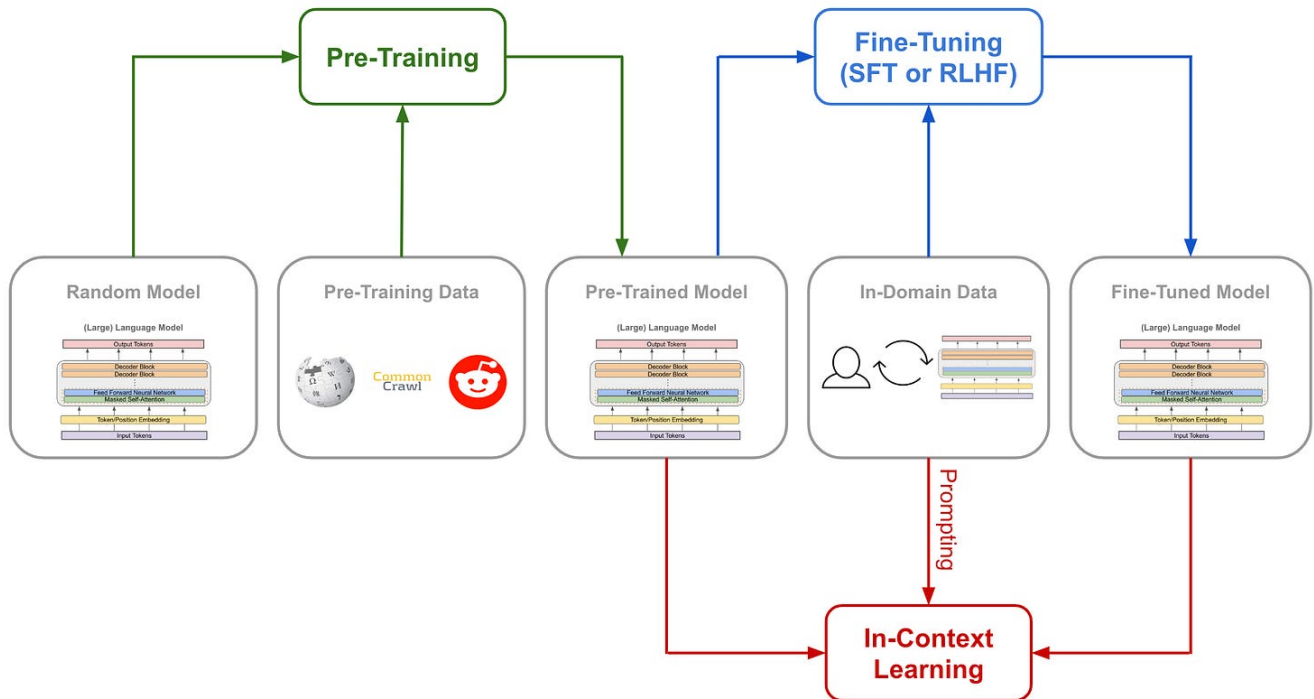 Pre-Training
Fine-Tuning
(SFT or RLHF)
Random Model
(Large) Language Model
Output Tokens
Decoder Block
Decoder Block
Feed Forward Neural Network
Masked Self-Attention
Token/Position Embedding
Input Tokens
Pre-Training Data
Common
Crawl
Pre-Trained Model
(Large) Language Model
Output Tokens
Decoder Block
Decoder Block
Feed Forward Neural Network
Masked Self-Attention
Token/Position Embedding
Input Tokens
In-Domain Data
Fine-Tuned Model
(Large) Language Model
Output Tokens
Decoder Block
Decoder Block
Feed Forward Neural Network
Masked Self-Attention
Token/Position Embedding
Input Tokens
Prompting
In-Context
Learning